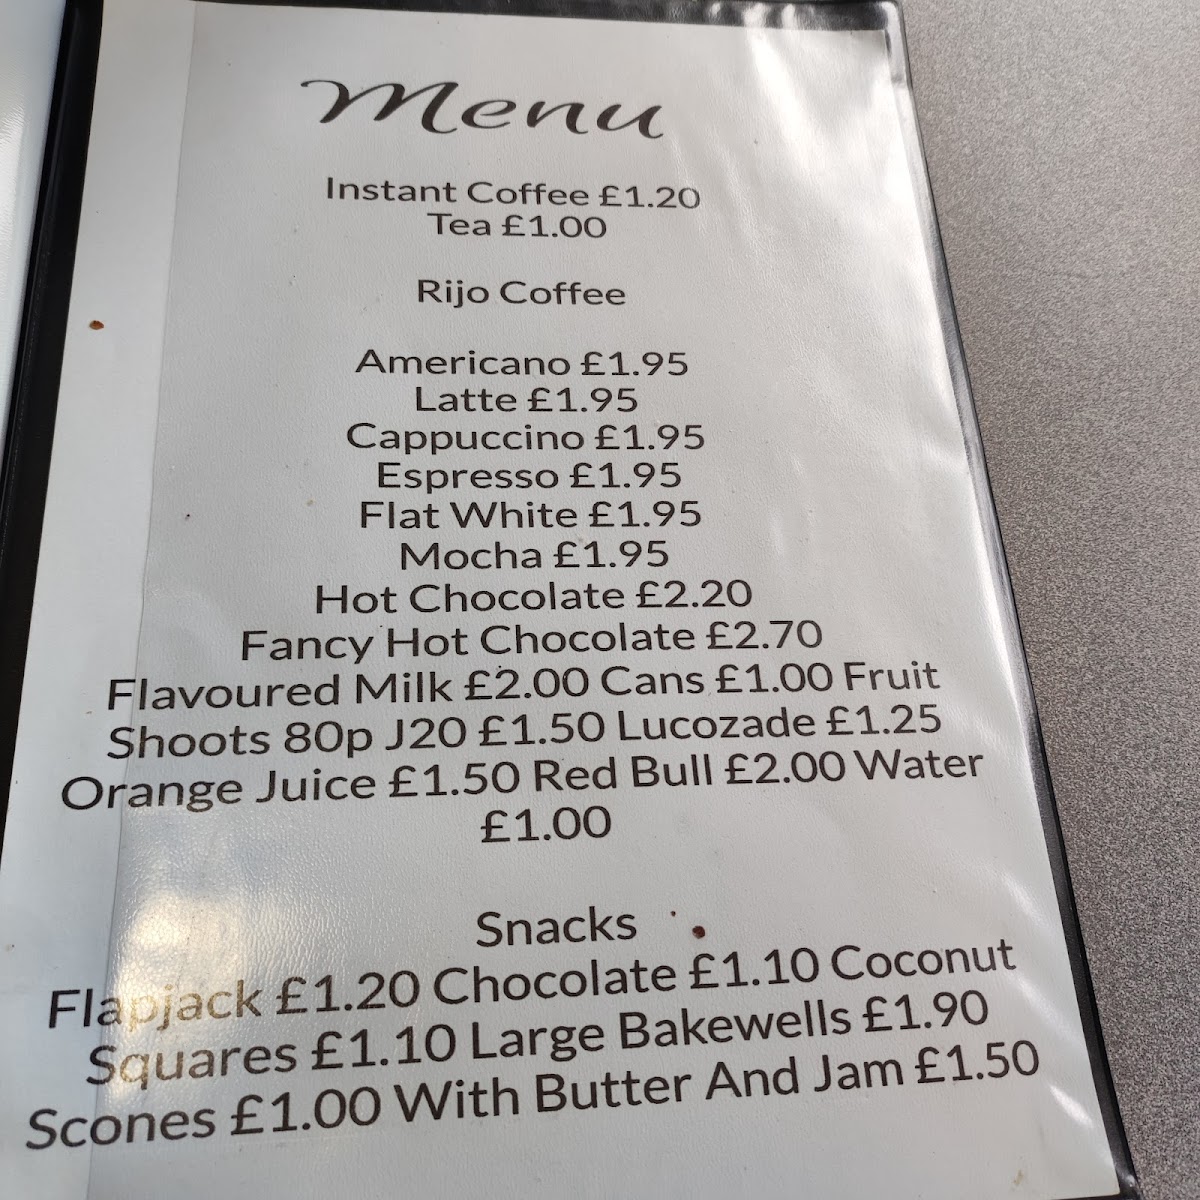 Menu
Instant Coffee £1.20
Tea £1.00
Rijo Coffee
Americano £1.95
Latte £1.95
Cappuccino £1.95
Espresso £1.95
Flat White £1.95
Mocha £1.95
Hot Chocolate £2.20
Fancy Hot Chocolate £2.70
Flavoured Milk £2.00 Cans £1.00 Fruit
Shoots 80p J20 £1.50 Lucozade £1.25
Orange Juice £1.50 Red Bull £2.00 Water
£1.00
Snacks
Flapjack £1.20 Chocolate £1.10 Coconut
Squares £1.10 Large Bakewells £1.90
Scones £1.00 With Butter And Jam £1.50